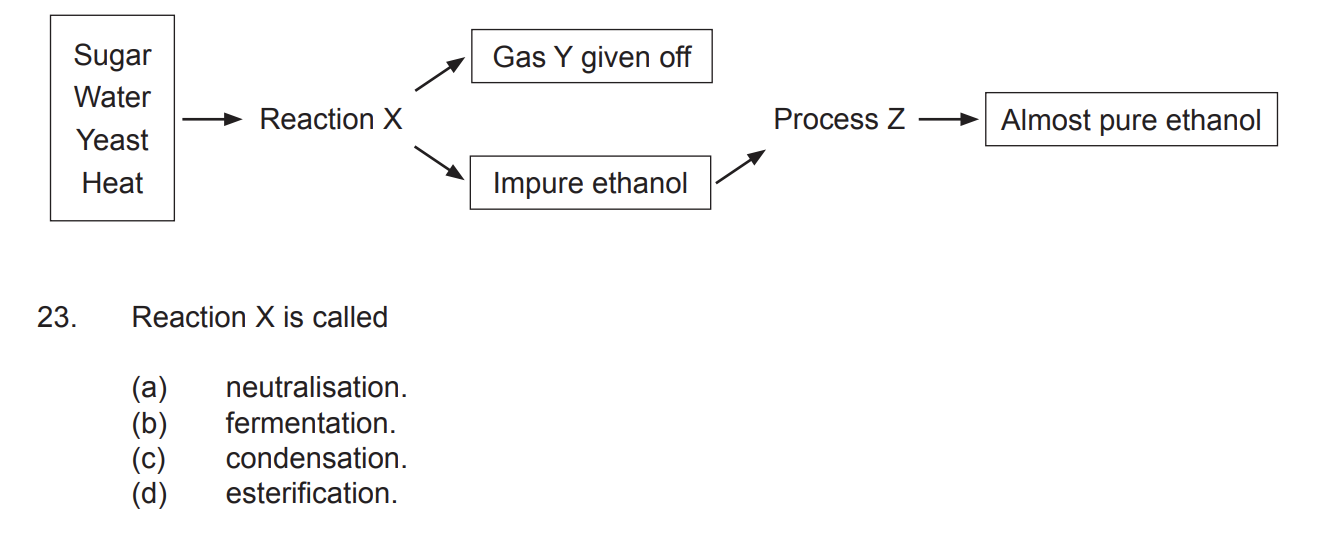 Sugar
Water
Yeast
Heat
Reaction X
Gas Y given off
Impure ethanol
Process Z
Almost pure ethanol
23. Reaction X is called
(a) neutralisation.
(b) fermentation.
(c) condensation.
(d) esterification.